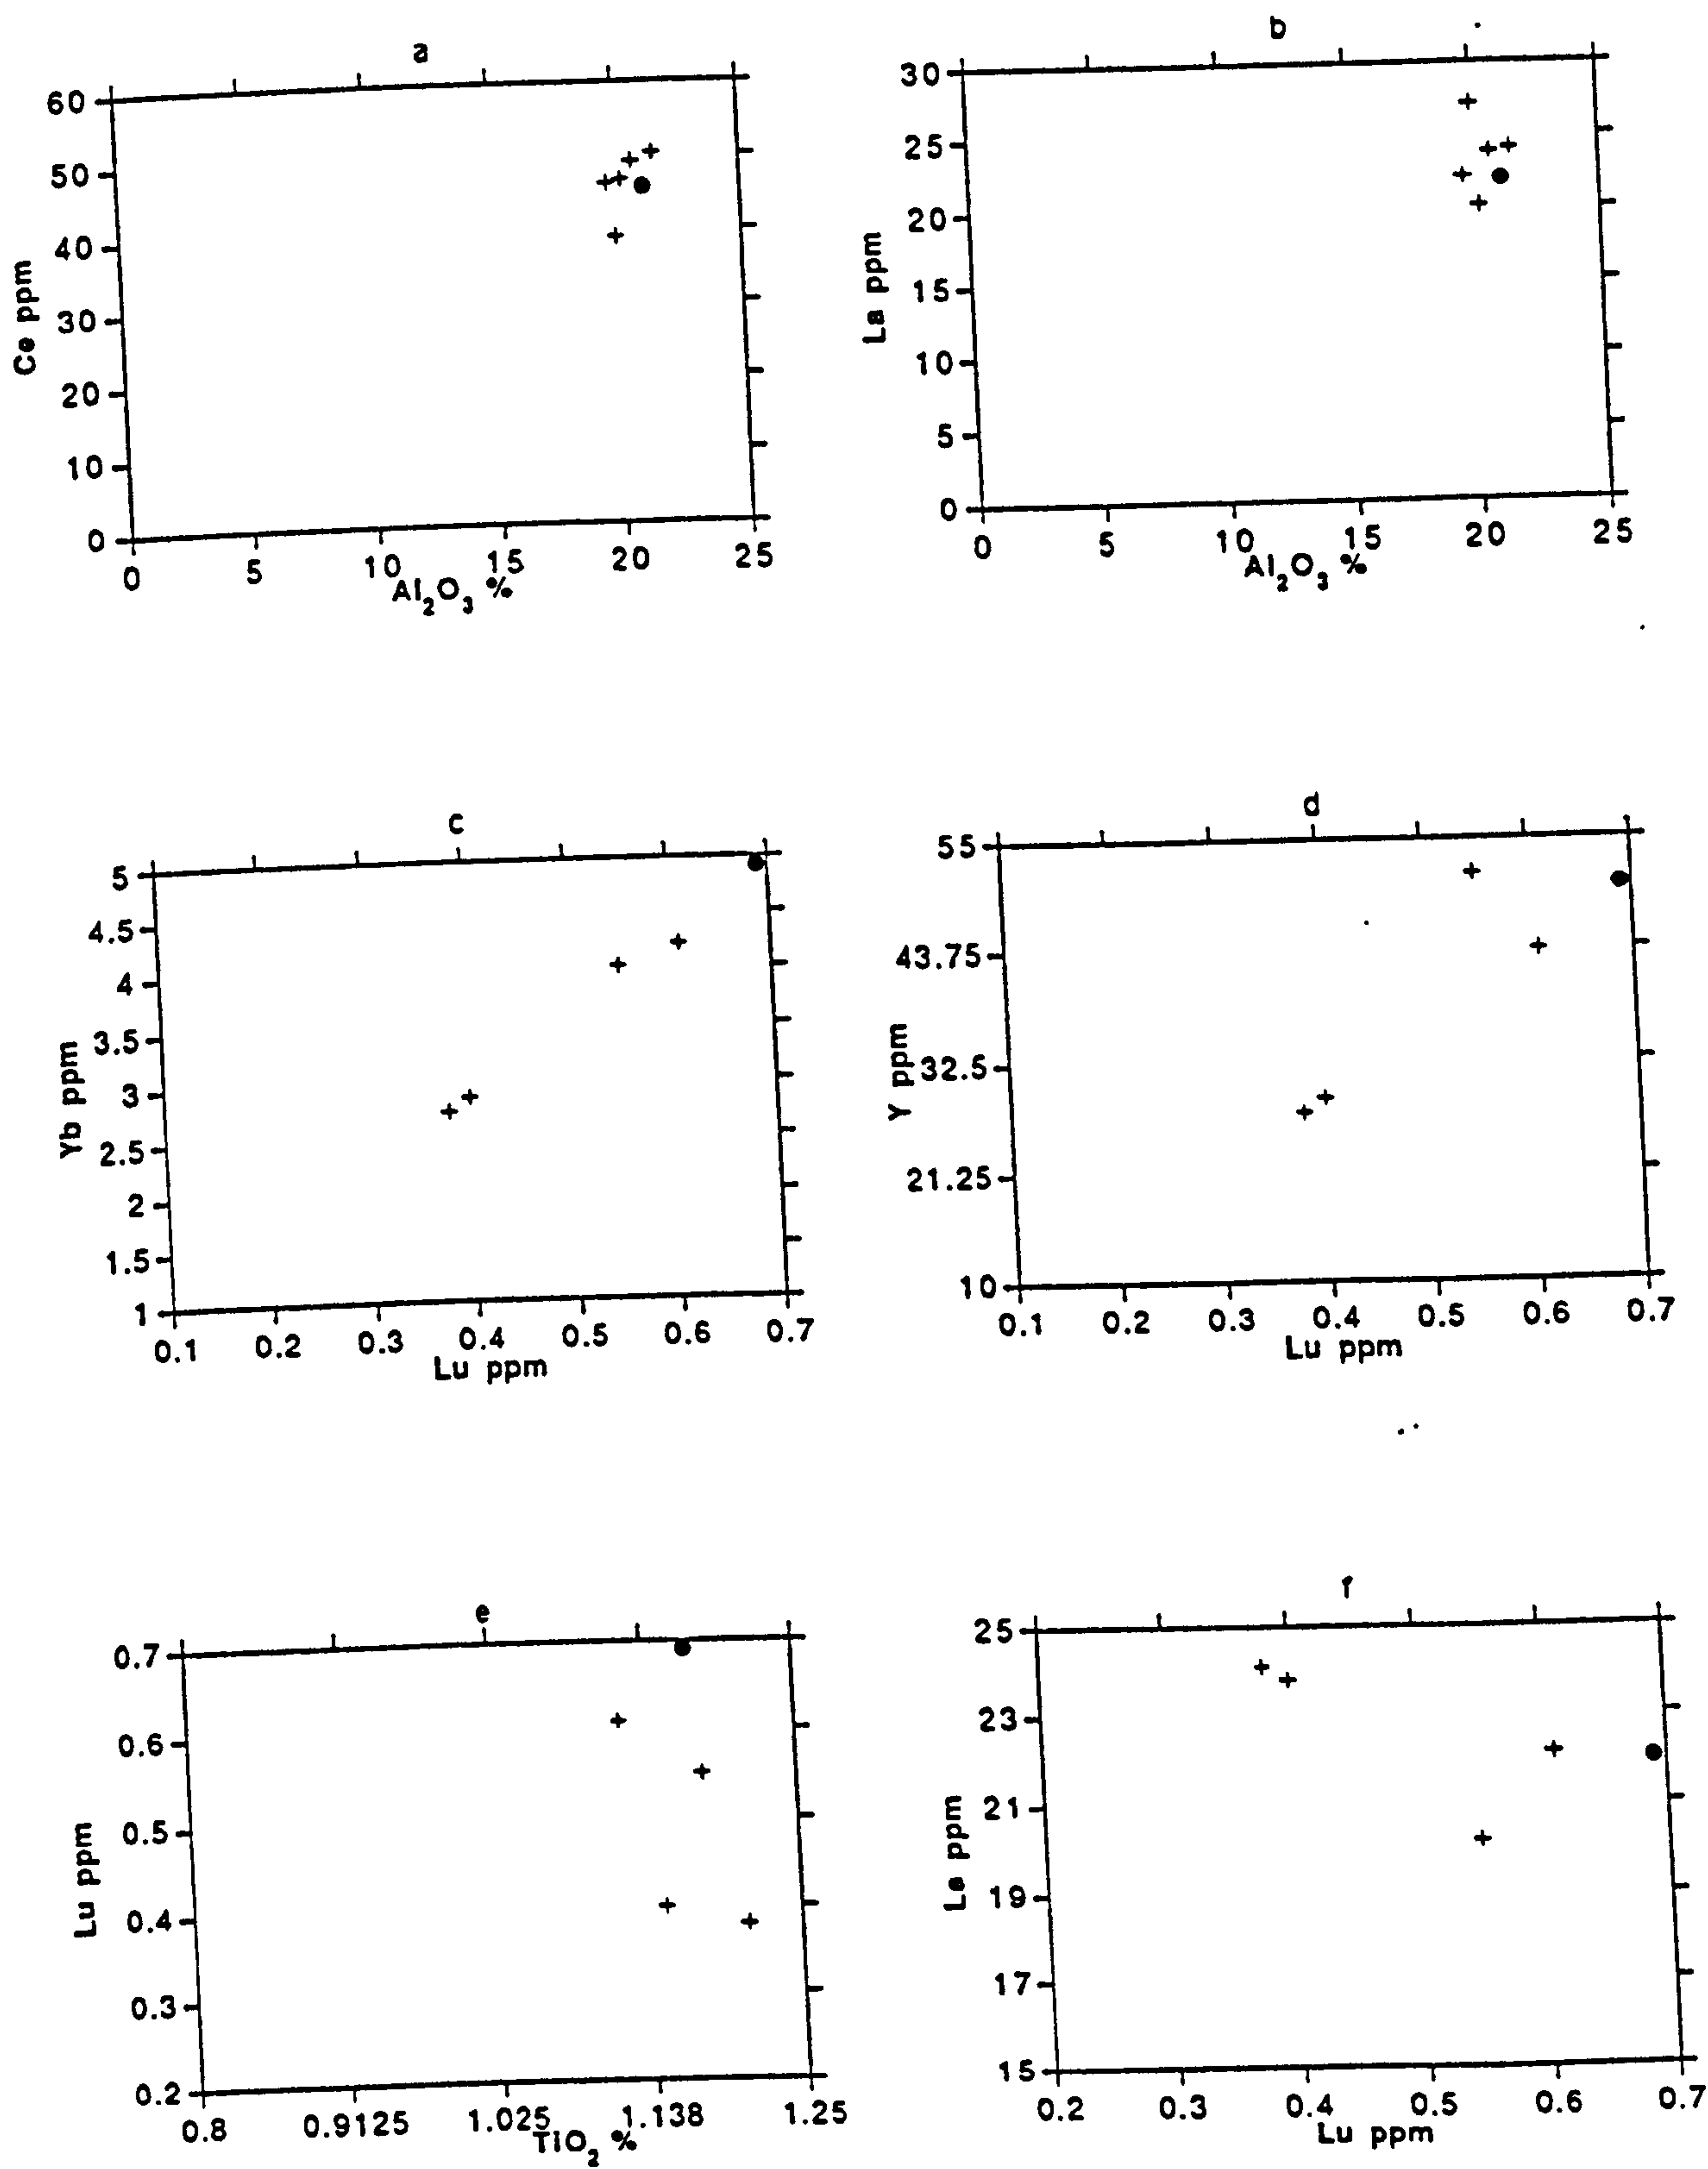 a
60
50
40
30
20
10
0
Ce ppm
0 5 10 15 20 25
Al2O3 %
b
30
25
20
15
10
5
0
La ppm
0 5 10 15 20 25
Al2O3 %
c
5
4.5
4
3.5
3
2.5
2
1.5
1
Yb ppm
0.1 0.2 0.3 0.4 0.5 0.6 0.7
Lu ppm
d
55
43.75
32.5
21.25
10
Y ppm
0.1 0.2 0.3 0.4 0.5 0.6 0.7
Lu ppm
e
0.7
0.6
0.5
0.4
0.3
0.2
Lu ppm
0.8 0.9125 1.025 1.138 1.25
TiO2 %
f
25
23
21
19
17
15
La ppm
0.2 0.3 0.4 0.5 0.6 0.7
Lu ppm